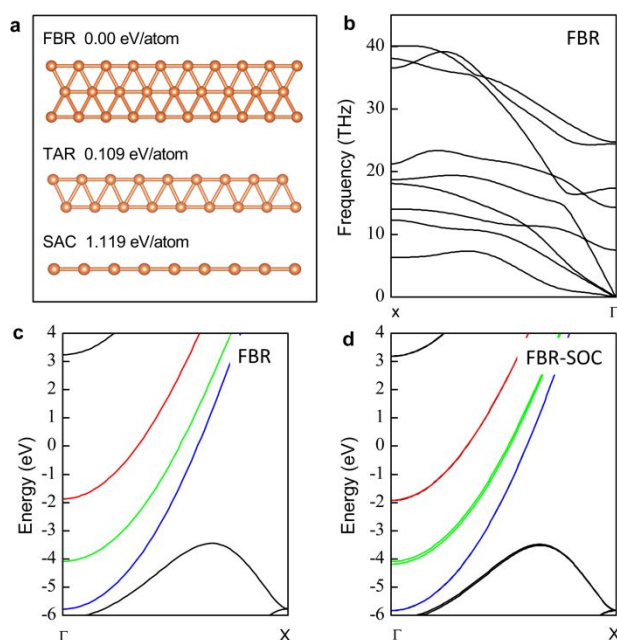 a
FBR 0.00 eV/atom
TAR 0.109 eV/atom
SAC 1.119 eV/atom
b
FBR
Frequency (THz)
40
30
20
10
0
x
Γ
c
FBR
Energy (eV)
4
3
2
1
0
-1
-2
-3
-4
-5
-6
Γ
X
d
FBR-SOC
Energy (eV)
4
3
2
1
0
-1
-2
-3
-4
-5
-6
Γ
X